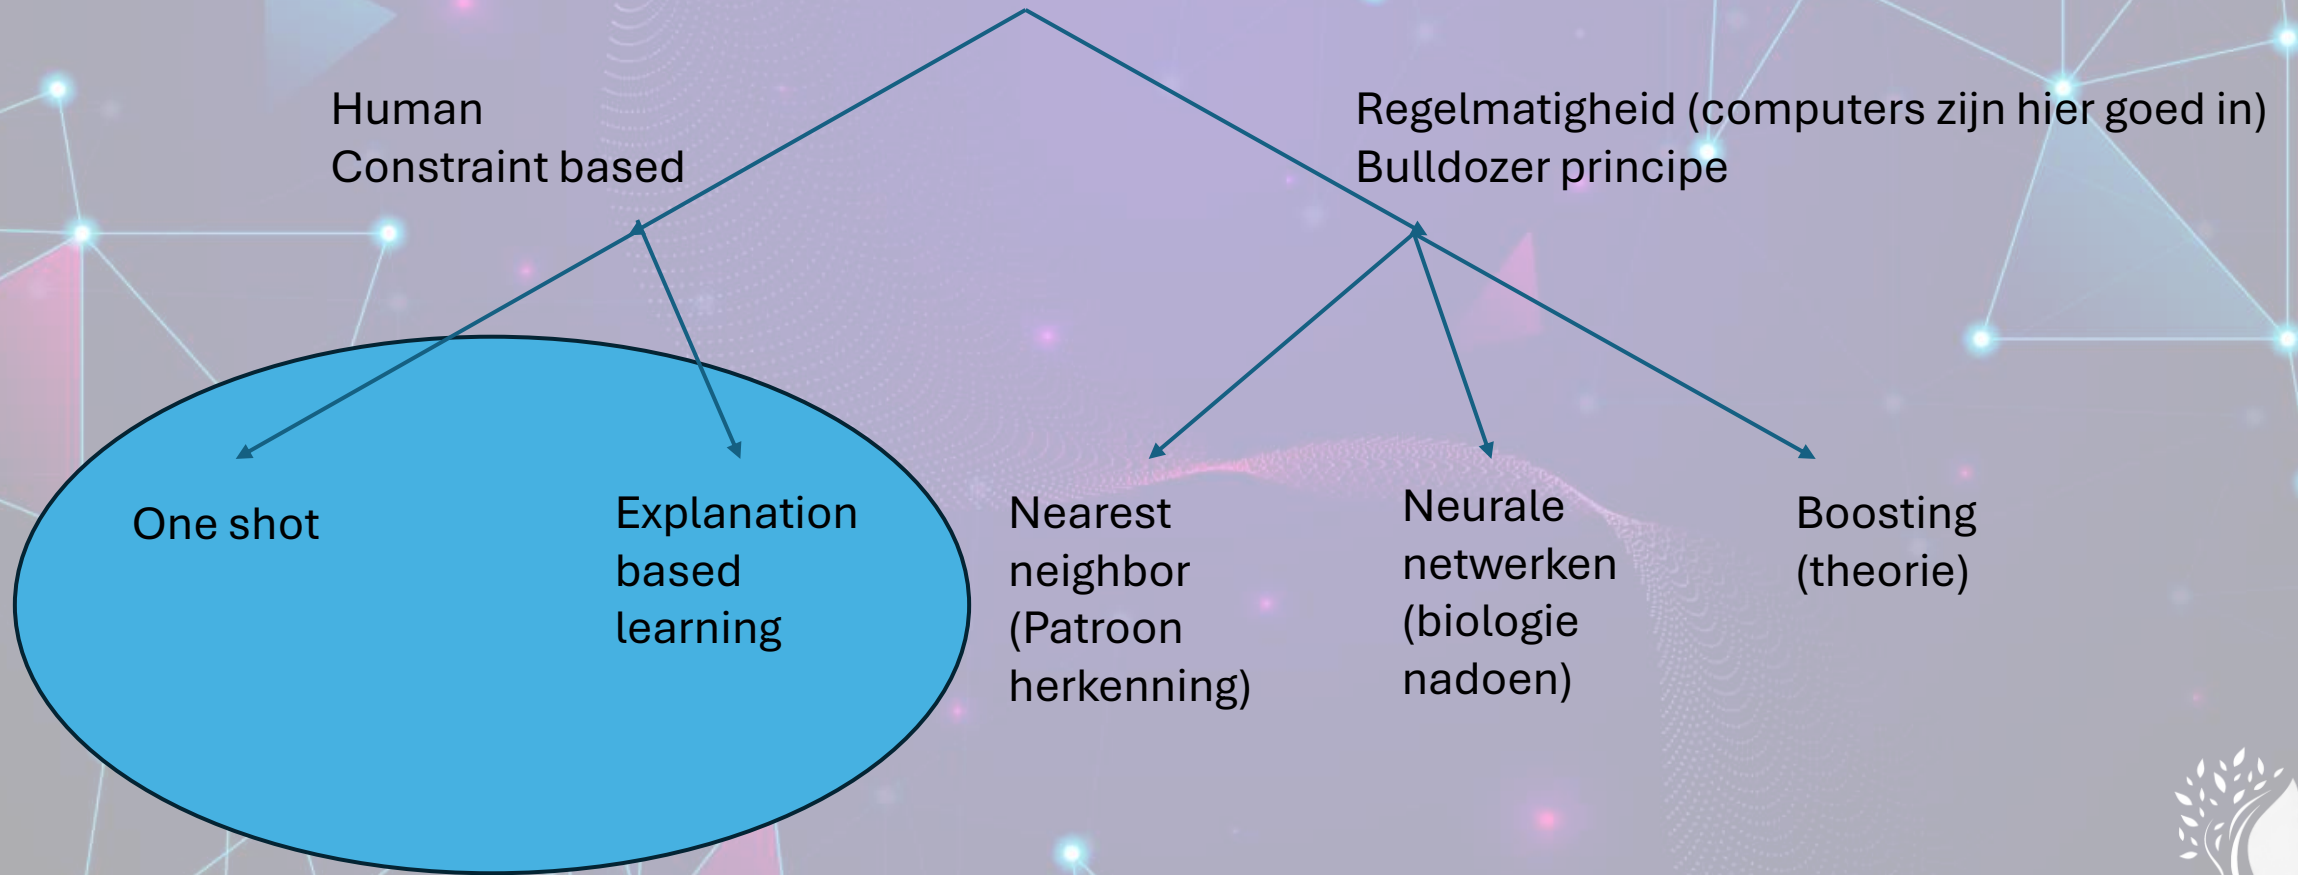 Human
Constraint based
Regelmatigheid (computers zijn hier goed in)
Bulldozer principe
One shot
Explanation
based
learning
Nearest
neighbor
(Patroon
herkenning)
Neurale
netwerken
(biologie
nadoen)
Boosting
(theorie)